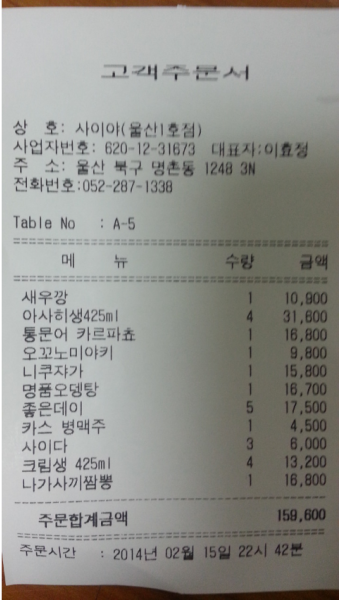 고객주문서
상 호: 사이야(울산1호점)
사업자번호: 620-12-31673 대표자:이효정
주 소: 울산 북구 명촌동 1248 3N
전화번호:052-287-1338
Table No : A-5
메 뉴 수량 금액
새우깡 1 10,900
아사히생425ml 4 31,600
통문어 카르파쵸 1 16,800
오꼬노미야키 1 9,800
니쿠쟈가 1 15,800
명품오뎅탕 1 16,700
좋은데이 5 17,500
카스 병맥주 1 4,500
사이다 3 6,000
크림생 425ml 4 13,200
나가사끼짬뽕 1 16,800
주문합계금액 159,600
주문시간 : 2014년 02월 15일 22시 42분